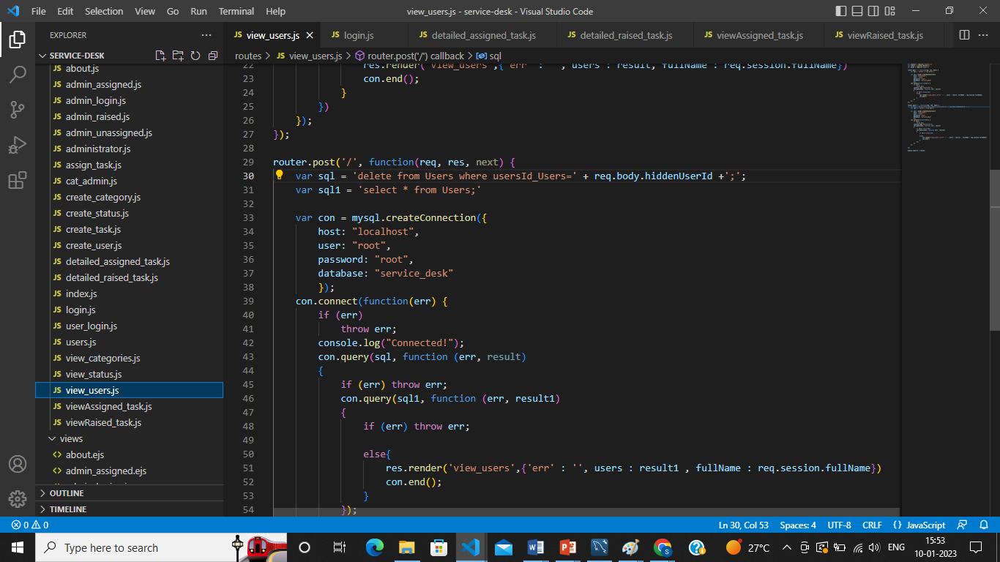 File Edit Selection View Go Run Terminal Help view_users.js - service-desk - Visual Studio Code
EXPLORER
SERVICE-DESK
about.js
admin_assigned.js
admin_login.js
admin_raised.js
admin_unassigned.js
administrator.js
assign_task.js
cat_admin.js
create_category.js
create_status.js
create_task.js
create_user.js
detailed_assigned_task.js
detailed_raised_task.js
index.js
login.js
user_login.js
users.js
view_categories.js
view_status.js
view_users.js
viewAssigned_task.js
viewRaised_task.js
views
about.ejs
admin_assigned.ejs
OUTLINE
TIMELINE
view_users.js login.js detailed_assigned_task.js detailed_raised_task.js viewAssigned_task.js viewRaised_task.js
routes > JS view_users.js > router.post('/') callback > sql
22 res.render('view_users',{'err' : '', users : result, fullName : req.session.fullName})
23 con.end();
24 }
25 })
26 });
27 });
28
29 router.post('/', function(req, res, next) {
30 var sql = 'delete from Users where usersId_Users=' + req.body.hiddenUserId +';';
31 var sql1 = 'select * from Users;'
32
33 var con = mysql.createConnection({
34 host: "localhost",
35 user: "root",
36 password: "root",
37 database: "service_desk"
38 });
39 con.connect(function(err) {
40 if (err)
41 throw err;
42 console.log("Connected!");
43 con.query(sql, function (err, result)
44 {
45 if (err) throw err;
46 con.query(sql1, function (err, result1)
47 {
48 if (err) throw err;
49
50 else{
51 res.render('view_users',{'err' : '', users : result1 , fullName : req.session.fullName})
52 con.end();
53 }
54 });
0 0 Ln 30, Col 53 Spaces: 4 UTF-8 CRLF {} JavaScript
Type here to search 27°C ENG 15:53
10-01-2023